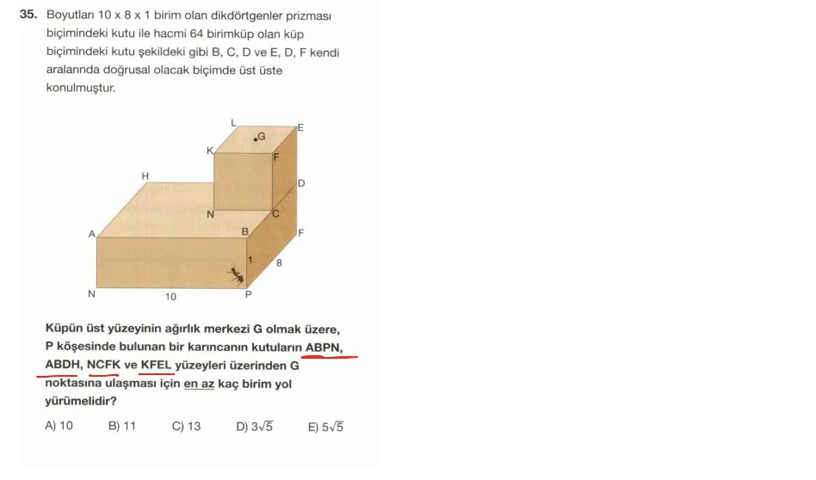 35. Boyutları 10 x 8 x 1 birim olan dikdörtgenler prizması
biçimindeki kutu ile hacmi 64 birimküp olan küp
biçimindeki kutu şekildeki gibi B, C, D ve E, D, F kendi
aralarında doğrusal olacak biçimde üst üste
konulmuştur.
L
E
G
K
F
H
D
N
C
A
B
F
1
8
N
10
P
Küpün üst yüzeyinin ağırlık merkezi G olmak üzere,
P köşesinde bulunan bir karıncanın kutuların ABPN,
ABDH, NCFK ve KFEL yüzeyleri üzerinden G
noktasına ulaşması için en az kaç birim yol
yürümelidir?
A) 10 B) 11 C) 13 D) 3√5 E) 5√5